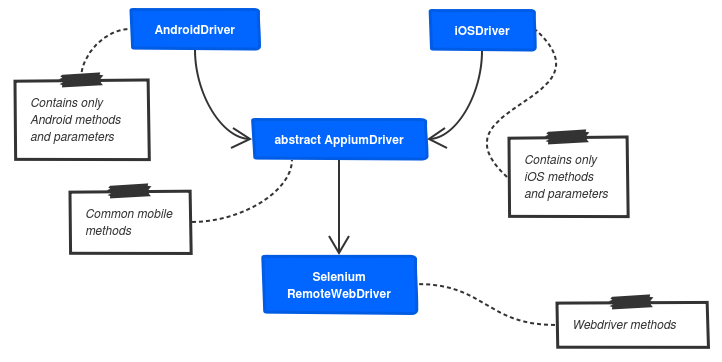 AndroidDriver
iOSDriver
Contains only
Android methods
and parameters
abstract AppiumDriver
Contains only
iOS methods
and parameters
Common mobile
methods
Selenium
RemoteWebDriver
Webdriver methods